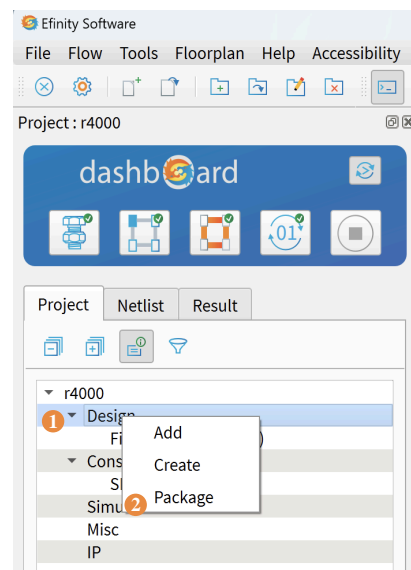 Efinity Software
File Flow Tools Floorplan Help Accessibility
Project : r4000
dashboard
01
Project Netlist Result
r4000
1 Design
Add
Create
2 Package
Misc
IP